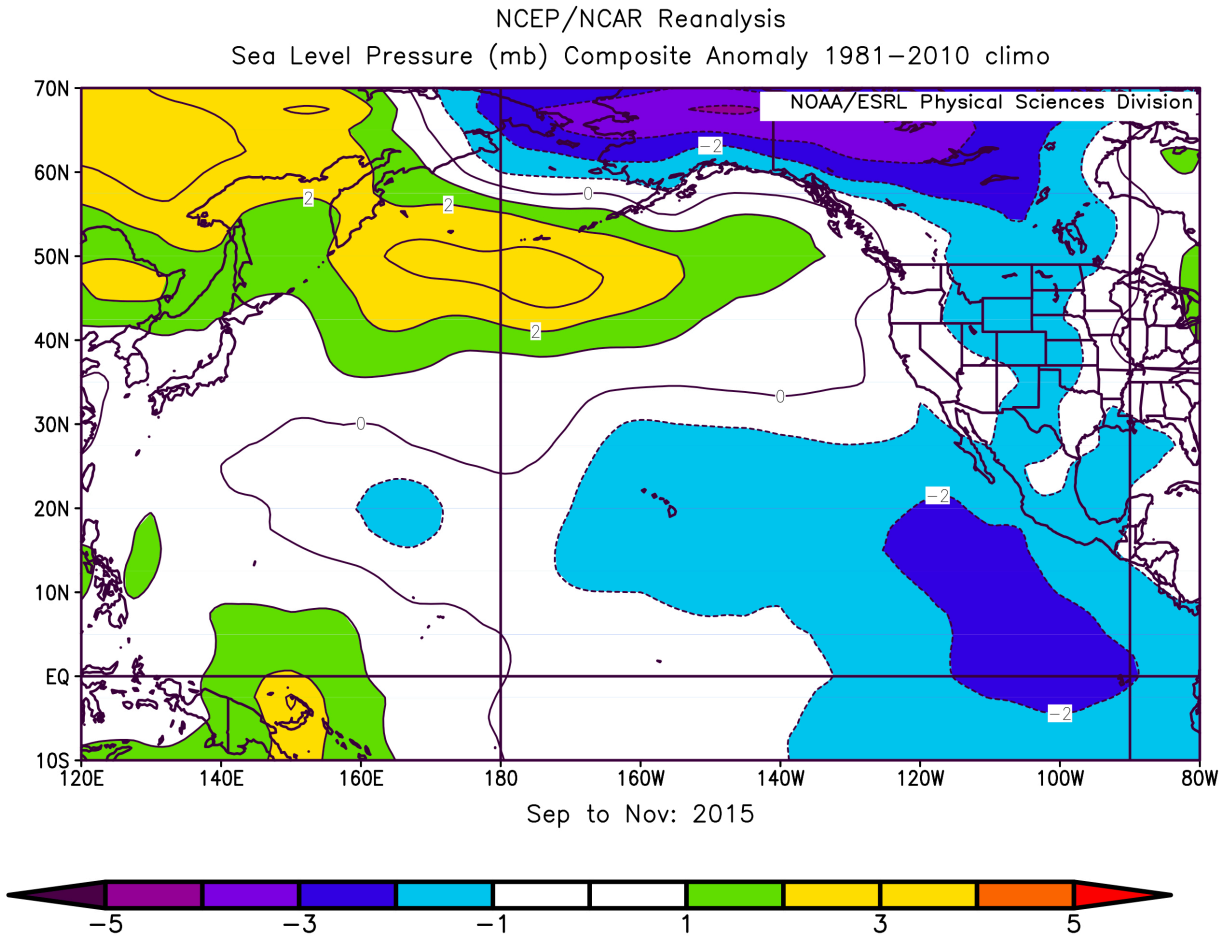 NCEP/NCAR Reanalysis
Sea Level Pressure (mb) Composite Anomaly 1981−2010 climo
70N
NOAA/ESRL Physical Sciences Division
−2
60N
0
2
2
50N
2
40N
0
30N
0
−2
20N
10N
EQ
−2
10S
120E 140E 160E 180 160W 140W 120W 100W 80W
Sep to Nov: 2015
−5 −3 −1 1 3 5